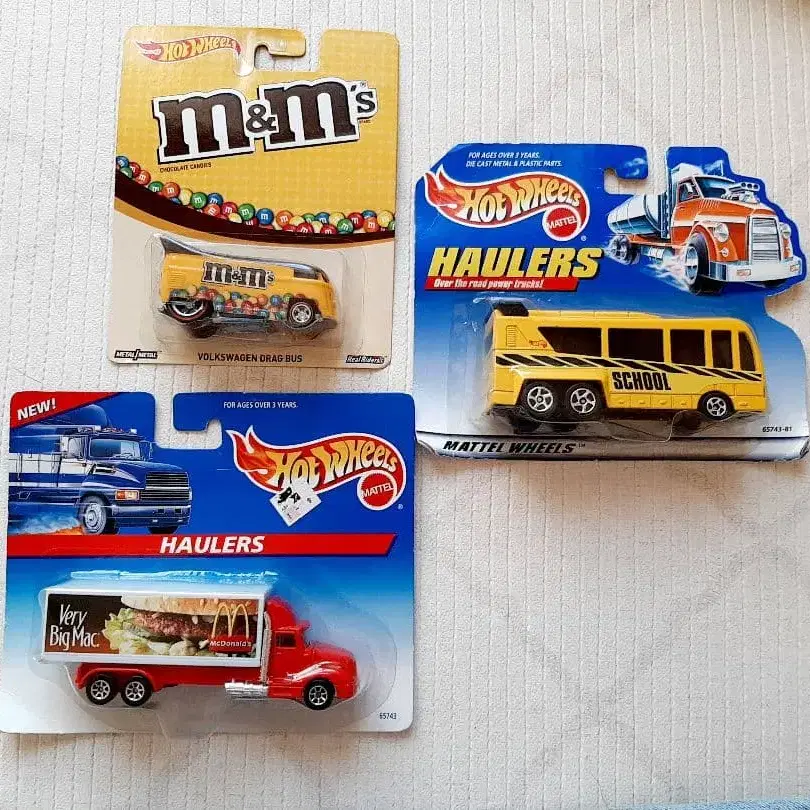 Hot Wheels
m&m's
CHOCOLATE CANDIES
m&m's
METAL/METAL
VOLKSWAGEN DRAG BUS
Real Riders
FOR AGES OVER 3 YEARS.
DIE CAST METAL & PLASTIC PARTS.
Hot Wheels
MATTEL
®
HAULERS
Over the road power trucks!
SCHOOL
65743-81
MATTEL WHEELS™
NEW!
FOR AGES OVER 3 YEARS.
Hot Wheels
MATTEL
®
HAULERS
Very
Big Mac.
McDonald's
65743